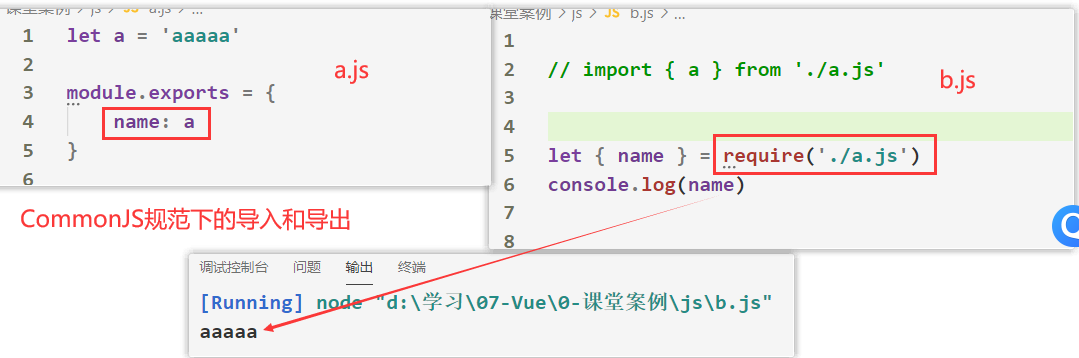 课堂案例 > js > JS a.js > ...
1 let a = 'aaaaa'
2
3 module.exports = {
4 name: a
5 }
6
a.js
课堂案例 > js > JS b.js > ...
1
2 // import { a } from './a.js'
3
4
5 let { name } = require('./a.js')
6 console.log(name)
7
8
b.js
CommonJS规范下的导入和导出
调试控制台 问题 输出 终端
[Running] node "d:\学习\07-Vue\0-课堂案例\js\b.js"
aaaaa